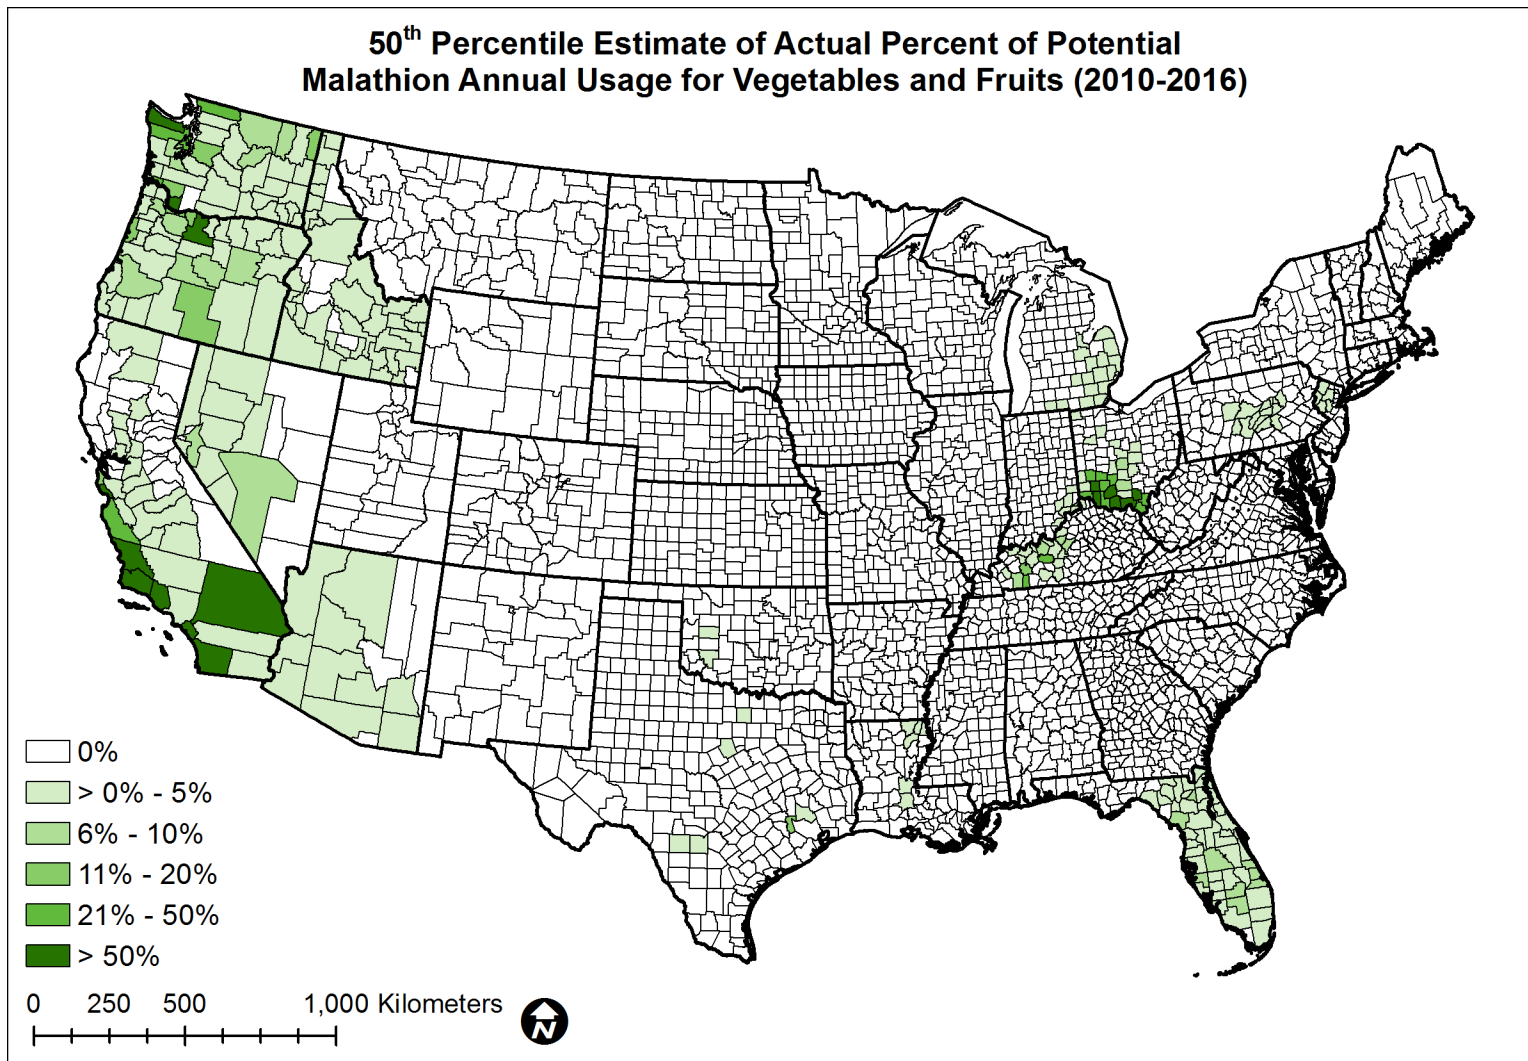 50th Percentile Estimate of Actual Percent of Potential
Malathion Annual Usage for Vegetables and Fruits (2010-2016)
0%
> 0% - 5%
6% - 10%
11% - 20%
21% - 50%
> 50%
0 250 500 1,000 Kilometers
N